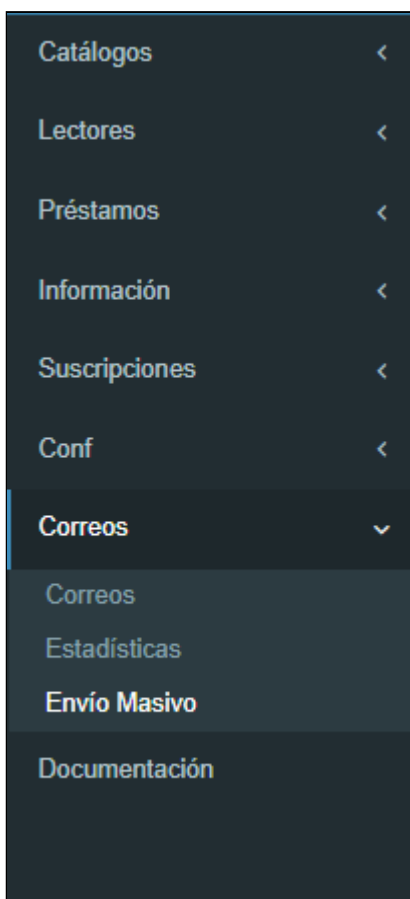 Catálogos
Lectores
Préstamos
Información
Suscripciones
Conf
Correos
Correos
Estadísticas
Envío Masivo
Documentación